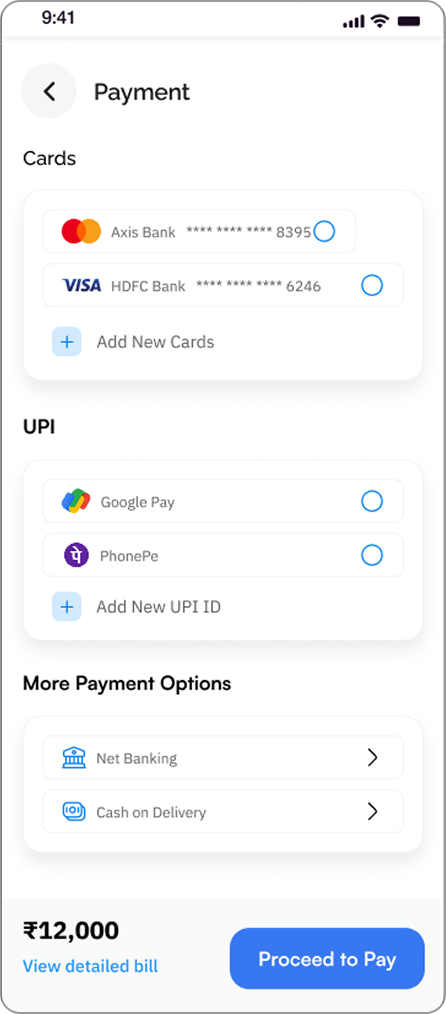 9:41
Payment
Cards
Axis Bank **** **** **** 8395
VISA HDFC Bank **** **** **** 6246
+ Add New Cards
UPI
Google Pay
पे PhonePe
+ Add New UPI ID
More Payment Options
Net Banking
Cash on Delivery
₹12,000
View detailed bill
Proceed to Pay